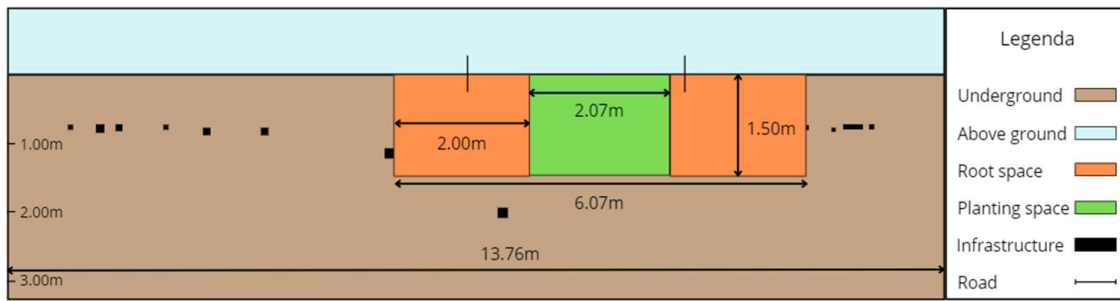 Legenda
Underground
Above ground
Root space
Planting space
Infrastructure
Road
2.07m
2.00m
1.50m
6.07m
13.76m
1.00m
2.00m
3.00m